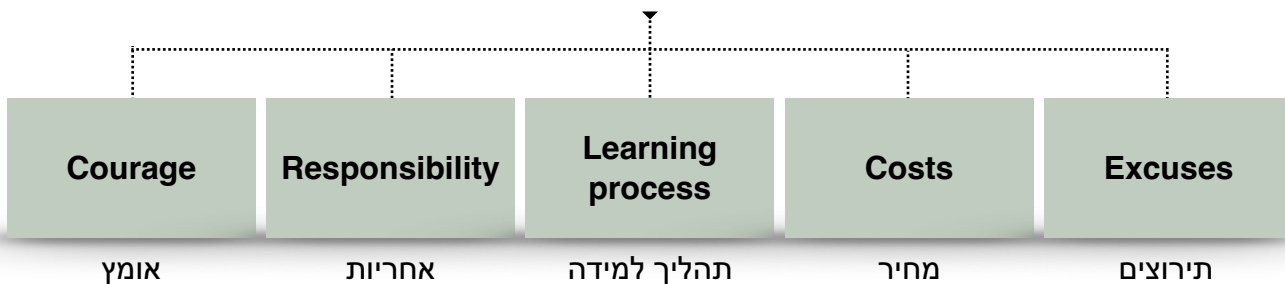 Courage
Responsibility
Learning
process
Costs
Excuses
אומץ
אחריות
תהליך למידה
מחיר
תירוצים